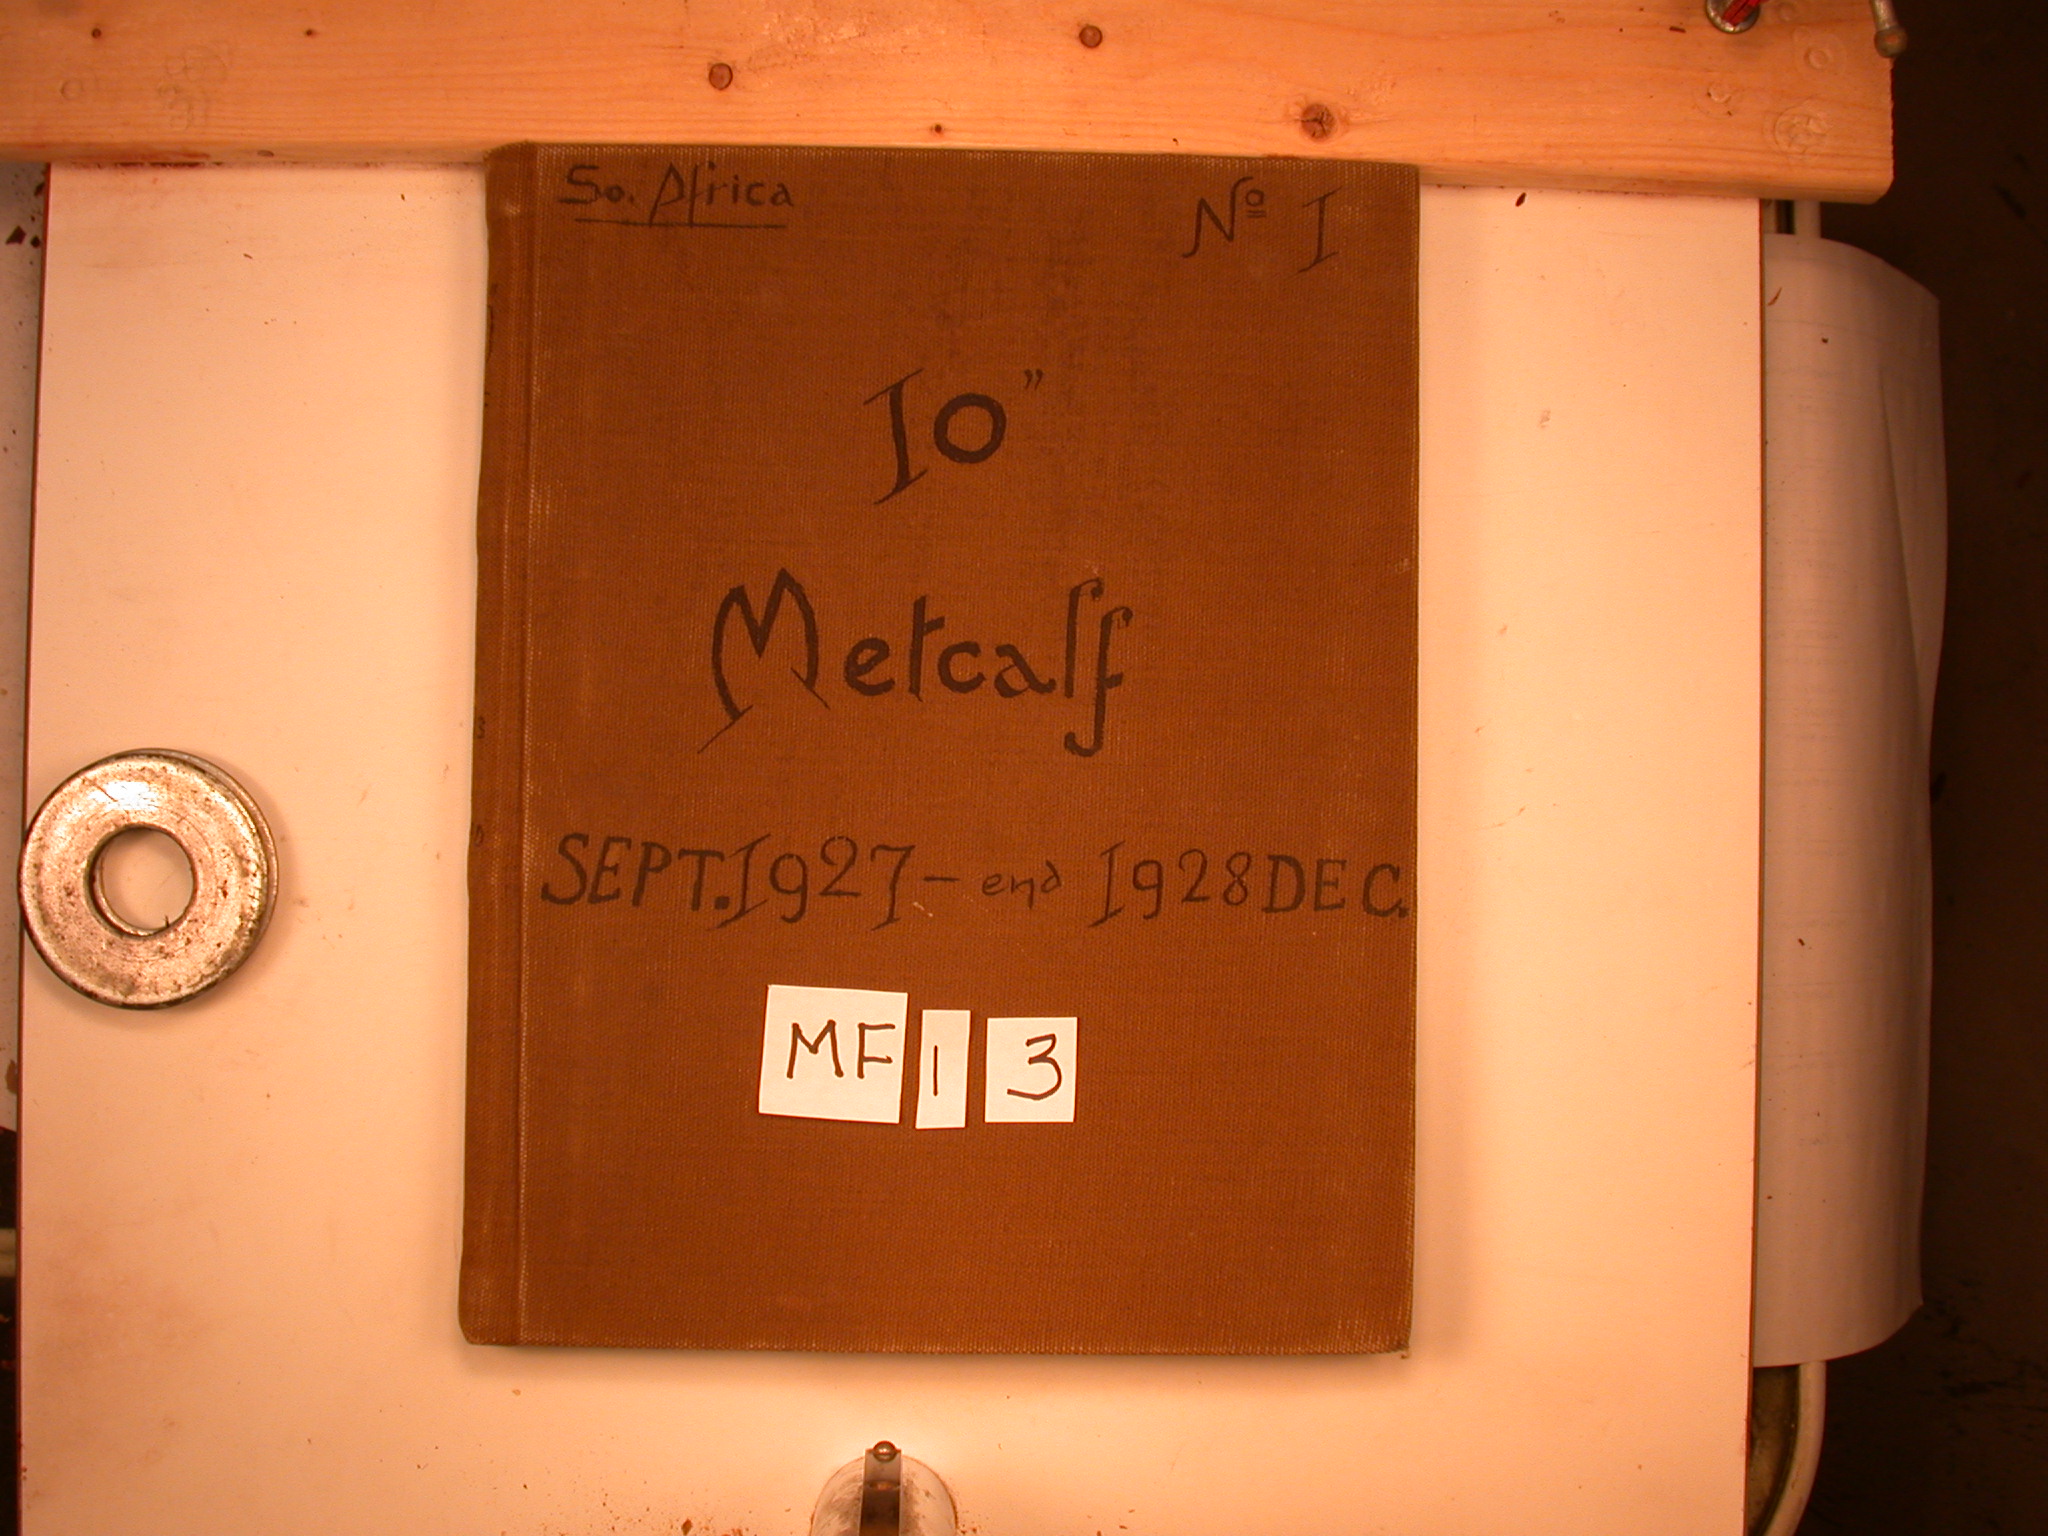 So. Africa
Nº I
10"
Metcalf
SEPT. 1927 - end 1928 DEC.
MF 1 3